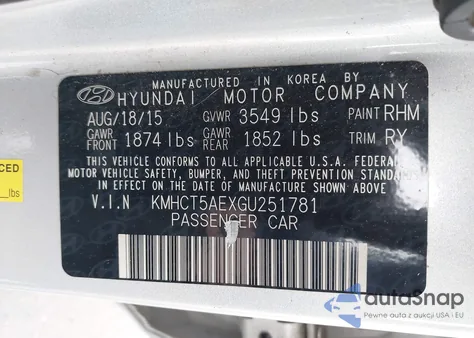 MANUFACTURED IN KOREA BY
HYUNDAI MOTOR COMPANY
AUG/18/15 GVWR 3549 lbs PAINT RHM
GAWR FRONT 1874 lbs GAWR REAR 1852 lbs TRIM RY
THIS VEHICLE CONFORMS TO ALL APPLICABLE U.S.A. FEDERAL
MOTOR VEHICLE SAFETY, BUMPER, AND THEFT PREVENTION STANDARDS
IN EFFECT ON THE DATE OF MANUFACTURE SHOWN ABOVE.
V.I.N KMHCT5AEXGU251781
PASSENGER CAR
CED
lbs
autoSnap
Pewne auta z aukcji USA i EU